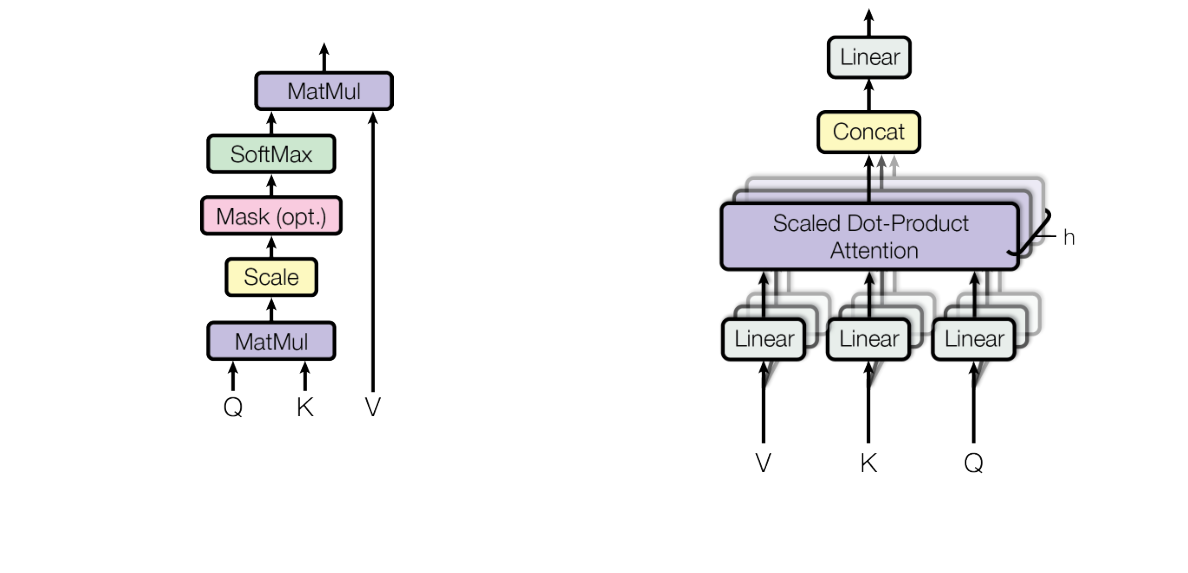 MatMul
SoftMax
Mask (opt.)
Scale
MatMul
Q K V
Linear
Concat
Scaled Dot-Product
Attention
h
Linear Linear Linear
V K Q